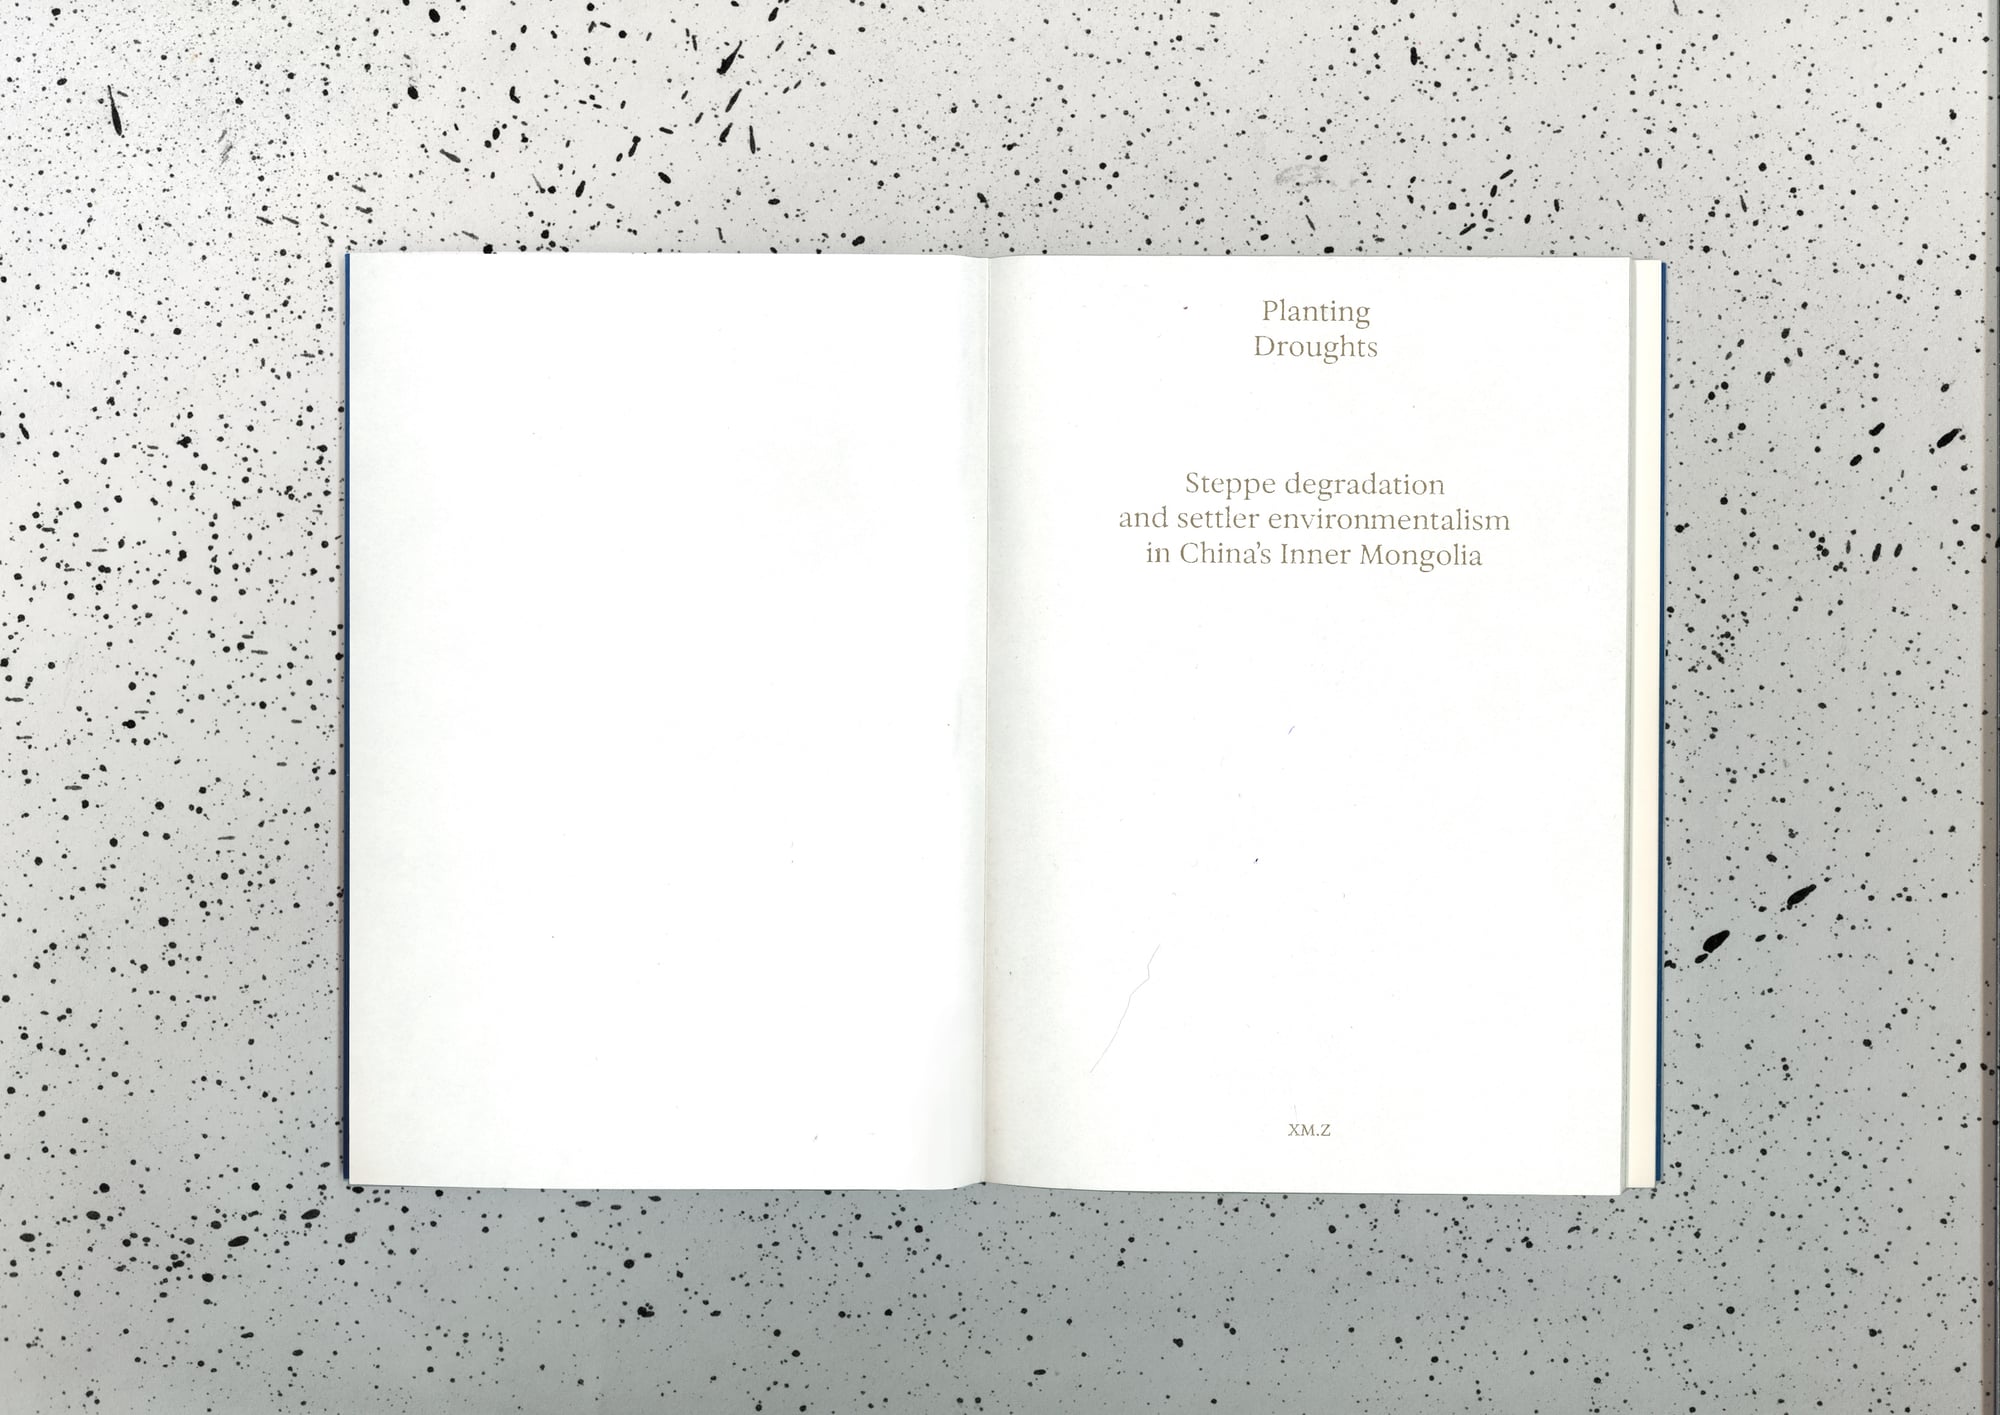 Planting
Droughts
Steppe degradation
and settler environmentalism
in China's Inner Mongolia
XM.Z